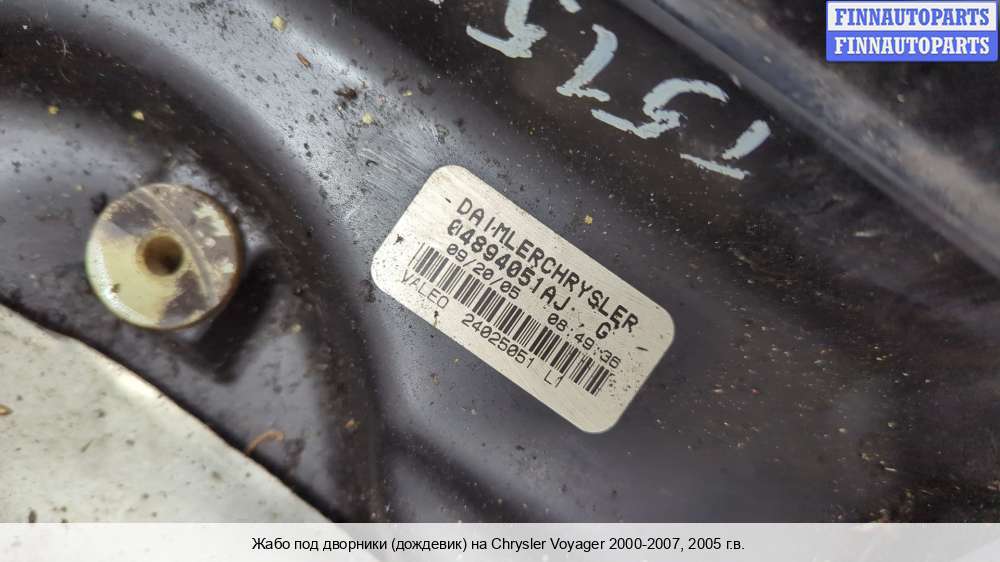 FINNAUTOPARTS
FINNAUTOPARTS
DAIMLERCHRYSLER
04894051AJ, G
09/20/05 08:49:36
VALEO 24025051 L1
Жабо под дворники (дождевик) на Chrysler Voyager 2000-2007, 2005 г.в.